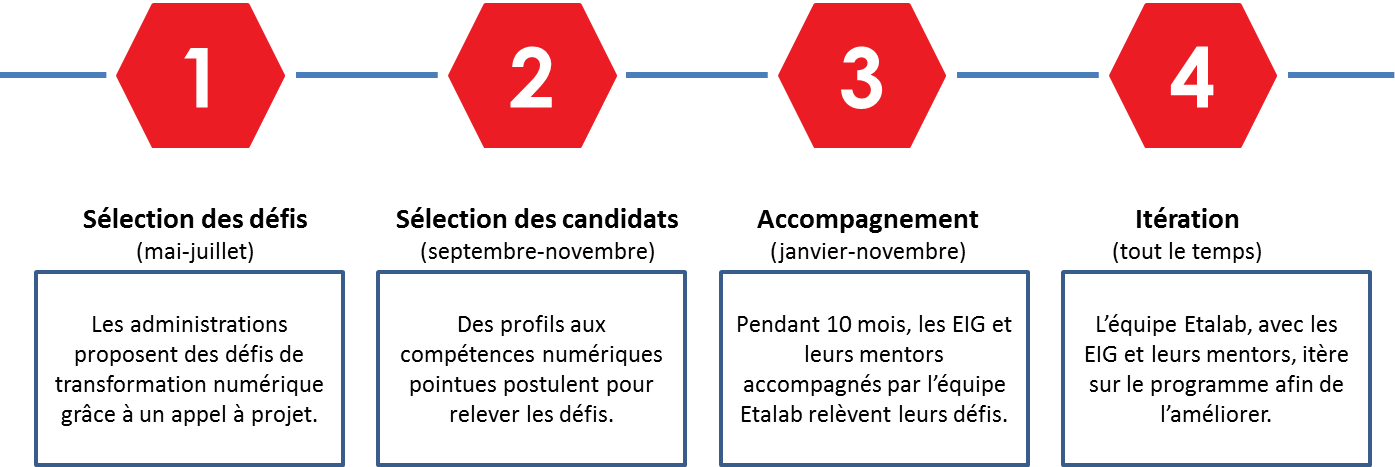 1
2
3
4
Sélection des défis
(mai-juillet)
Les administrations
proposent des défis de
transformation numérique
grâce à un appel à projet.
Sélection des candidats
(septembre-novembre)
Des profils aux
compétences numériques
pointues postulent pour
relever les défis.
Accompagnement
(janvier-novembre)
Pendant 10 mois, les EIG et
leurs mentors
accompagnés par l’équipe
Etalab relèvent leurs défis.
Itération
(tout le temps)
L’équipe Etalab, avec les
EIG et leurs mentors, itère
sur le programme afin de
l’améliorer.